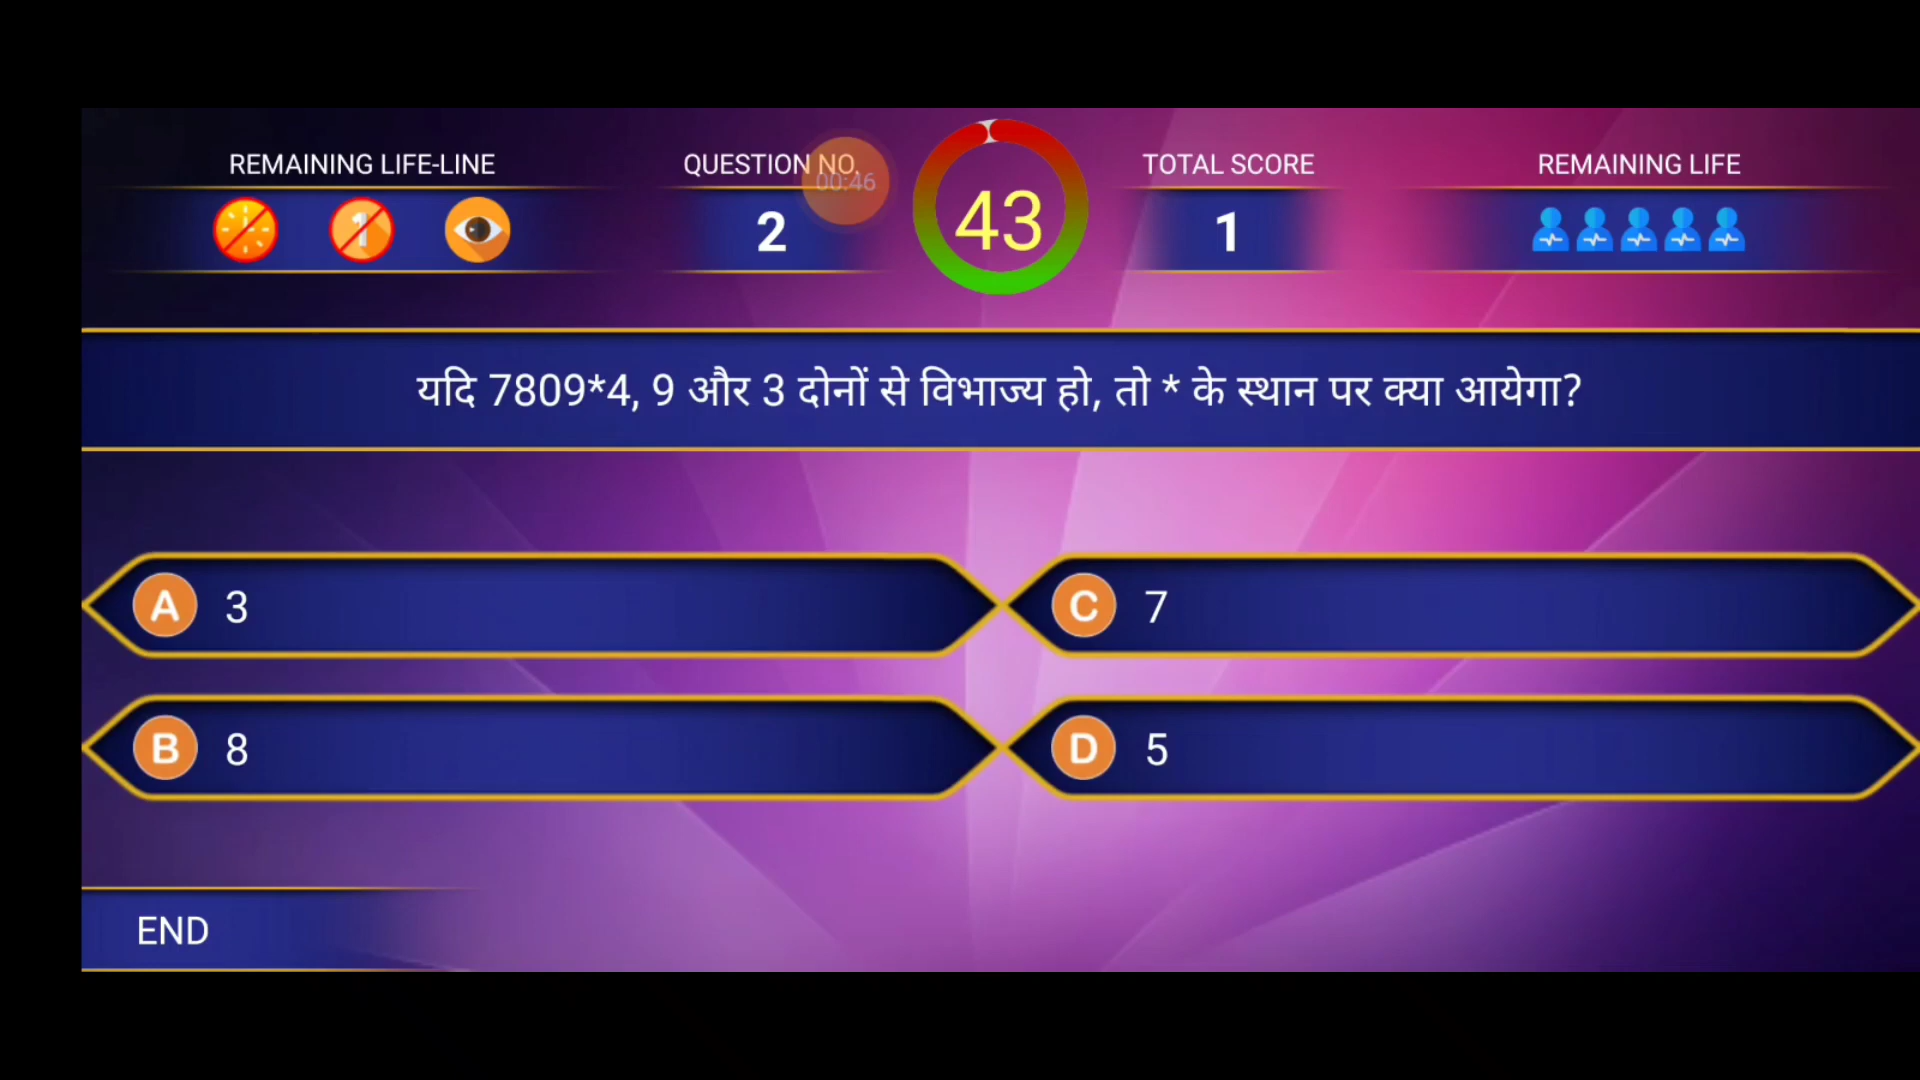 REMAINING LIFE-LINE
QUESTION NO.
TOTAL SCORE
REMAINING LIFE
00:46
1
2
43
1
यदि 7809*4, 9 और 3 दोनों से विभाज्य हो, तो * के स्थान पर क्या आयेगा?
A 3
C 7
B 8
D 5
END